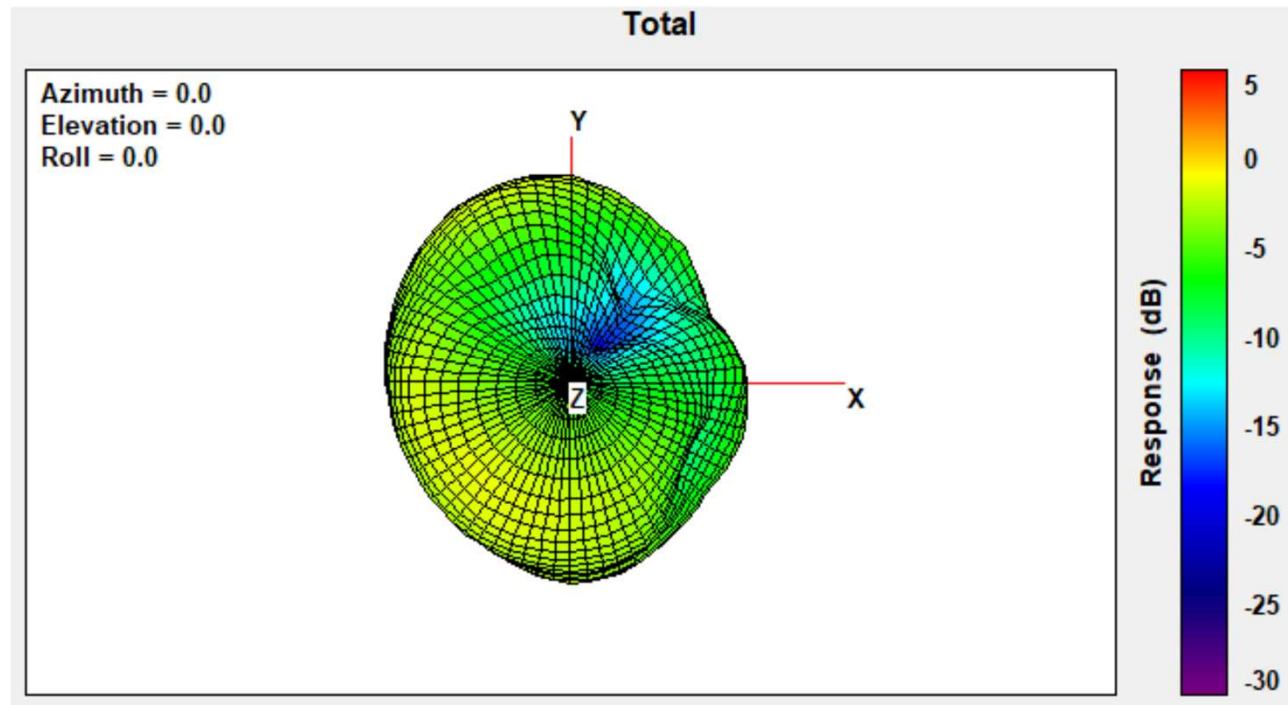 Total
Azimuth = 0.0
Elevation = 0.0
Roll = 0.0
Y
Z
X
Response (dB)
5
0
-5
-10
-15
-20
-25
-30